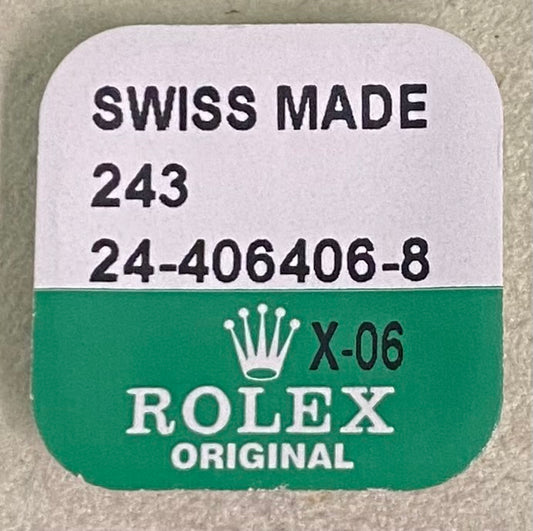 SWISS MADE
243
24-406406-8
X-06
ROLEX
ORIGINAL